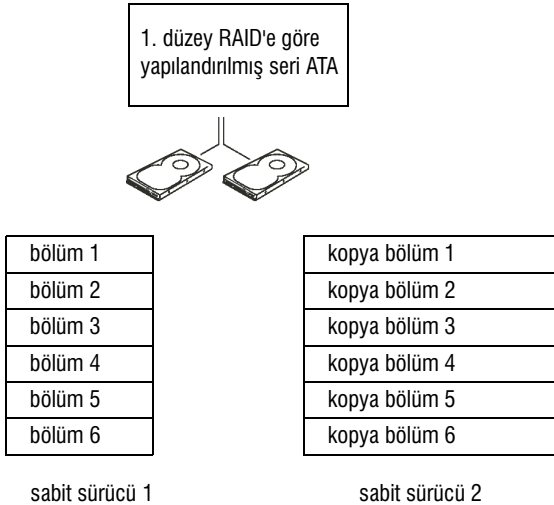 1. düzey RAID'e göre
yapılandırılmış seri ATA
bölüm 1
bölüm 2
bölüm 3
bölüm 4
bölüm 5
bölüm 6
sabit sürücü 1
kopya bölüm 1
kopya bölüm 2
kopya bölüm 3
kopya bölüm 4
kopya bölüm 5
kopya bölüm 6
sabit sürücü 2